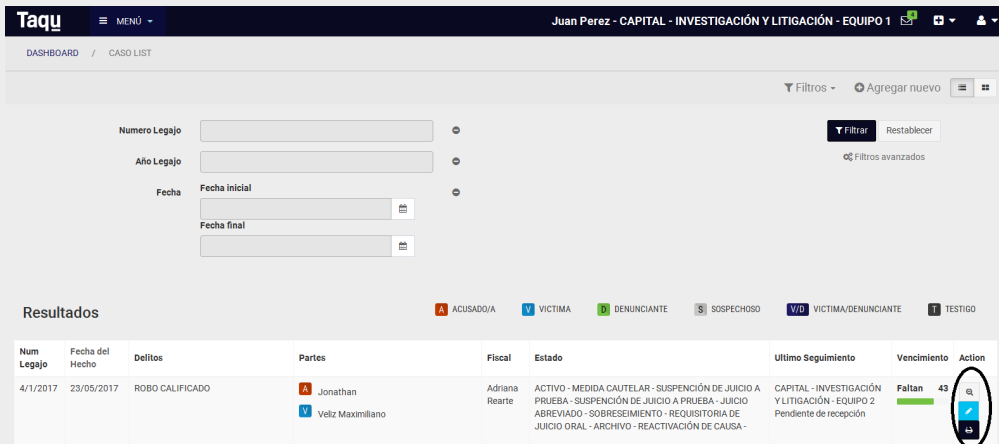 Taqu
MENÚ
Juan Perez - CAPITAL - INVESTIGACIÓN Y LITIGACIÓN - EQUIPO 1
4
DASHBOARD / CASO LIST
Filtros
Agregar nuevo
Numero Legajo
Filtrar
Restablecer
Año Legajo
Filtros avanzados
Fecha
Fecha inicial
Fecha final
Resultados
A ACUSADO/A
V VICTIMA
D DENUNCIANTE
S SOSPECHOSO
V/D VICTIMA/DENUNCIANTE
T TESTIGO
Num
Legajo
Fecha del
Hecho
Delitos
Partes
Fiscal
Estado
Ultimo Seguimiento
Vencimiento
Action
4/1/2017
23/05/2017
ROBO CALIFICADO
A Jonathan
V Veliz Maximiliano
Adriana
Rearte
ACTIVO - MEDIDA CAUTELAR - SUSPENCIÓN DE JUICIO A
PRUEBA - SUSPENCIÓN DE JUICIO A PRUEBA - JUICIO
ABREVIADO - SOBRESEIMIENTO - REQUISITORIA DE
JUICIO ORAL - ARCHIVO - REACTIVACIÓN DE CAUSA -
CAPITAL - INVESTIGACIÓN
Y LITIGACIÓN - EQUIPO 2
Pendiente de recepción
Faltan 43